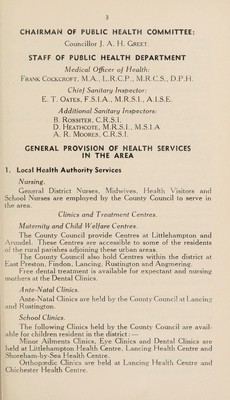 3
CHAIRMAN OF PUBLIC HEALTH COMMITTEE:
Councillor J. A. H. Greet.
STAFF OF PUBLIC HEALTH DEPARTMENT
Medical Officer of Health:
Frank Cockcroft, M.A., L.R.C.P., M.R.C.S., D.P.H.
Chief Sanitary Inspector:
E. T. Oates, F.S.I.A., M.R.S.I., A.I.S.E.
Additional Sanitary Inspectors:
B. Rossiter, C.R.S.I.
D. Heathcote, M.R.S.I., M.S.I.A
A. R. Moores, C.R.S.I.
GENERAL PROVISION OF HEALTH SERVICES
IN THE AREA
1. Local Health Authority Services
Nursing.
General District Nurses, Midwives, Health Visitors and
School Nurses are employed by the County Council to serve in
the area.
Clinics and Treatment Centres.
Maternity and Child Welfare Centres.
The County Council provide Centres at Littlehampton and
Arundel. These Centres are accessible to some of the residents
of the rural parishes adjoining these urban areas.
The County Council also hold Centres within the district at
East Preston, Findon, Lancing, Rustington and Angmering.
Free dental treatment is available for expectant and nursing
mothers at the Dental Clinics.
Ante-Natal Clinics.
Ante-Natal Clinics are held by the County Council at Lancing
and Rustington.
School Clinics.
The following Clinics held by the County Council are avail-
able for children resident in the district:—
Minor Ailments Clinics, Eye Clinics and Dental Clinics are
held at Littlehampton Health Centre, Lancing Health Centre and
Shoreham-by-Sea Health Centre.
Orthopædic Clinics are held at Lancing Health Centre and
Chichester Health Centre.